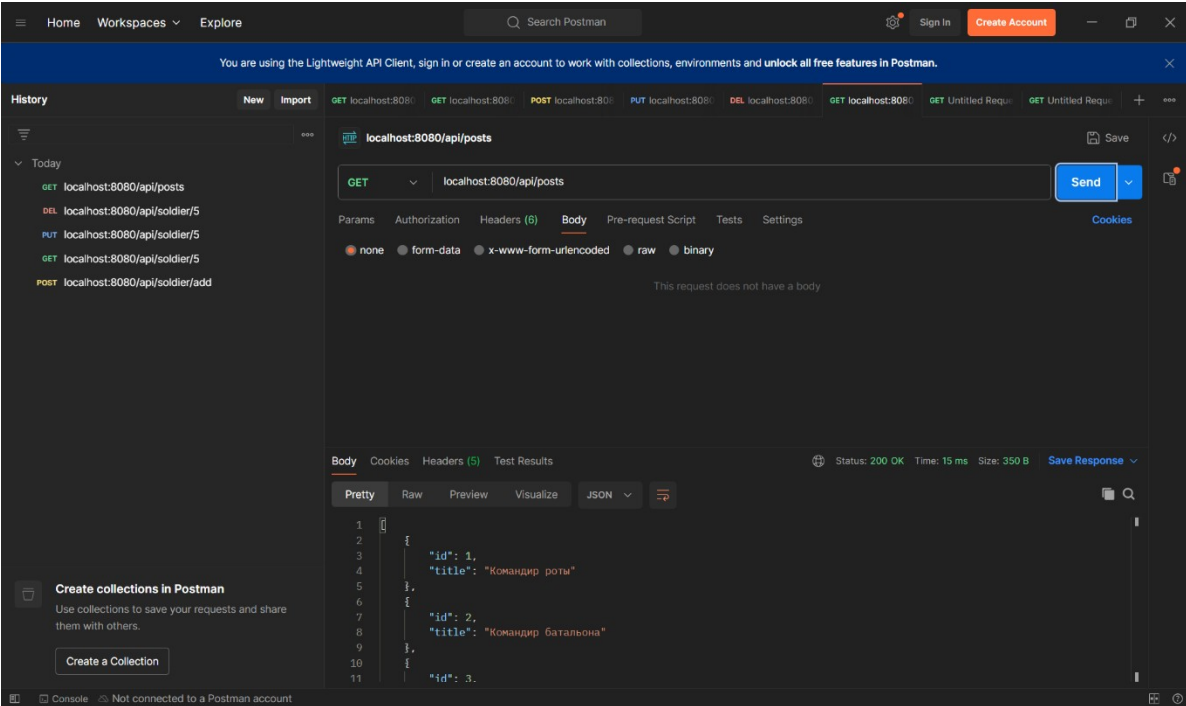 Home Workspaces Explore Search Postman Sign In Create Account
You are using the Lightweight API Client, sign in or create an account to work with collections, environments and unlock all free features in Postman.
History New Import
GET localhost:8080 GET localhost:8080 POST localhost:808 PUT localhost:8080 DEL localhost:8080 GET localhost:8080 GET Untitled Reque GET Untitled Reque
Today
GET localhost:8080/api/posts
DEL localhost:8080/api/soldier/5
PUT localhost:8080/api/soldier/5
GET localhost:8080/api/soldier/5
POST localhost:8080/api/soldier/add
HTTP localhost:8080/api/posts Save
GET localhost:8080/api/posts Send
Params Authorization Headers (6) Body Pre-request Script Tests Settings Cookies
none form-data x-www-form-urlencoded raw binary
This request does not have a body
Body Cookies Headers (5) Test Results Status: 200 OK Time: 15 ms Size: 350 B Save Response
Pretty Raw Preview Visualize JSON
1 [
2 {
3 "id": 1,
4 "title": "Командир роты"
5 },
6 {
7 "id": 2,
8 "title": "Командир батальона"
9 },
10 {
11 "id": 3,
Create collections in Postman
Use collections to save your requests and share
them with others.
Create a Collection
Console Not connected to a Postman account